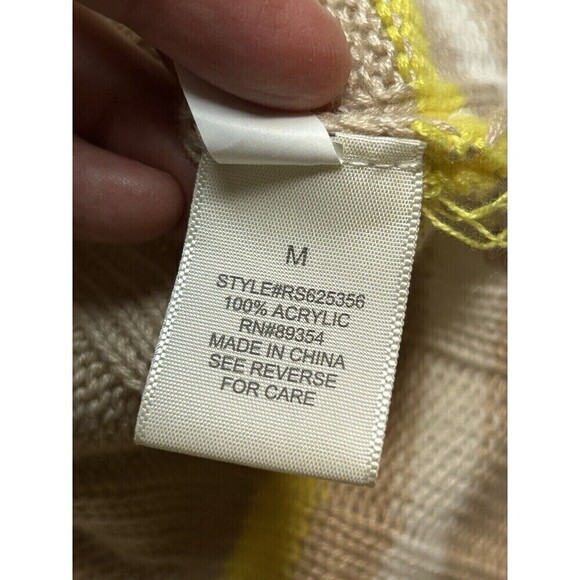 M
STYLE#RS625356
100% ACRYLIC
RN#89354
MADE IN CHINA
SEE REVERSE
FOR CARE